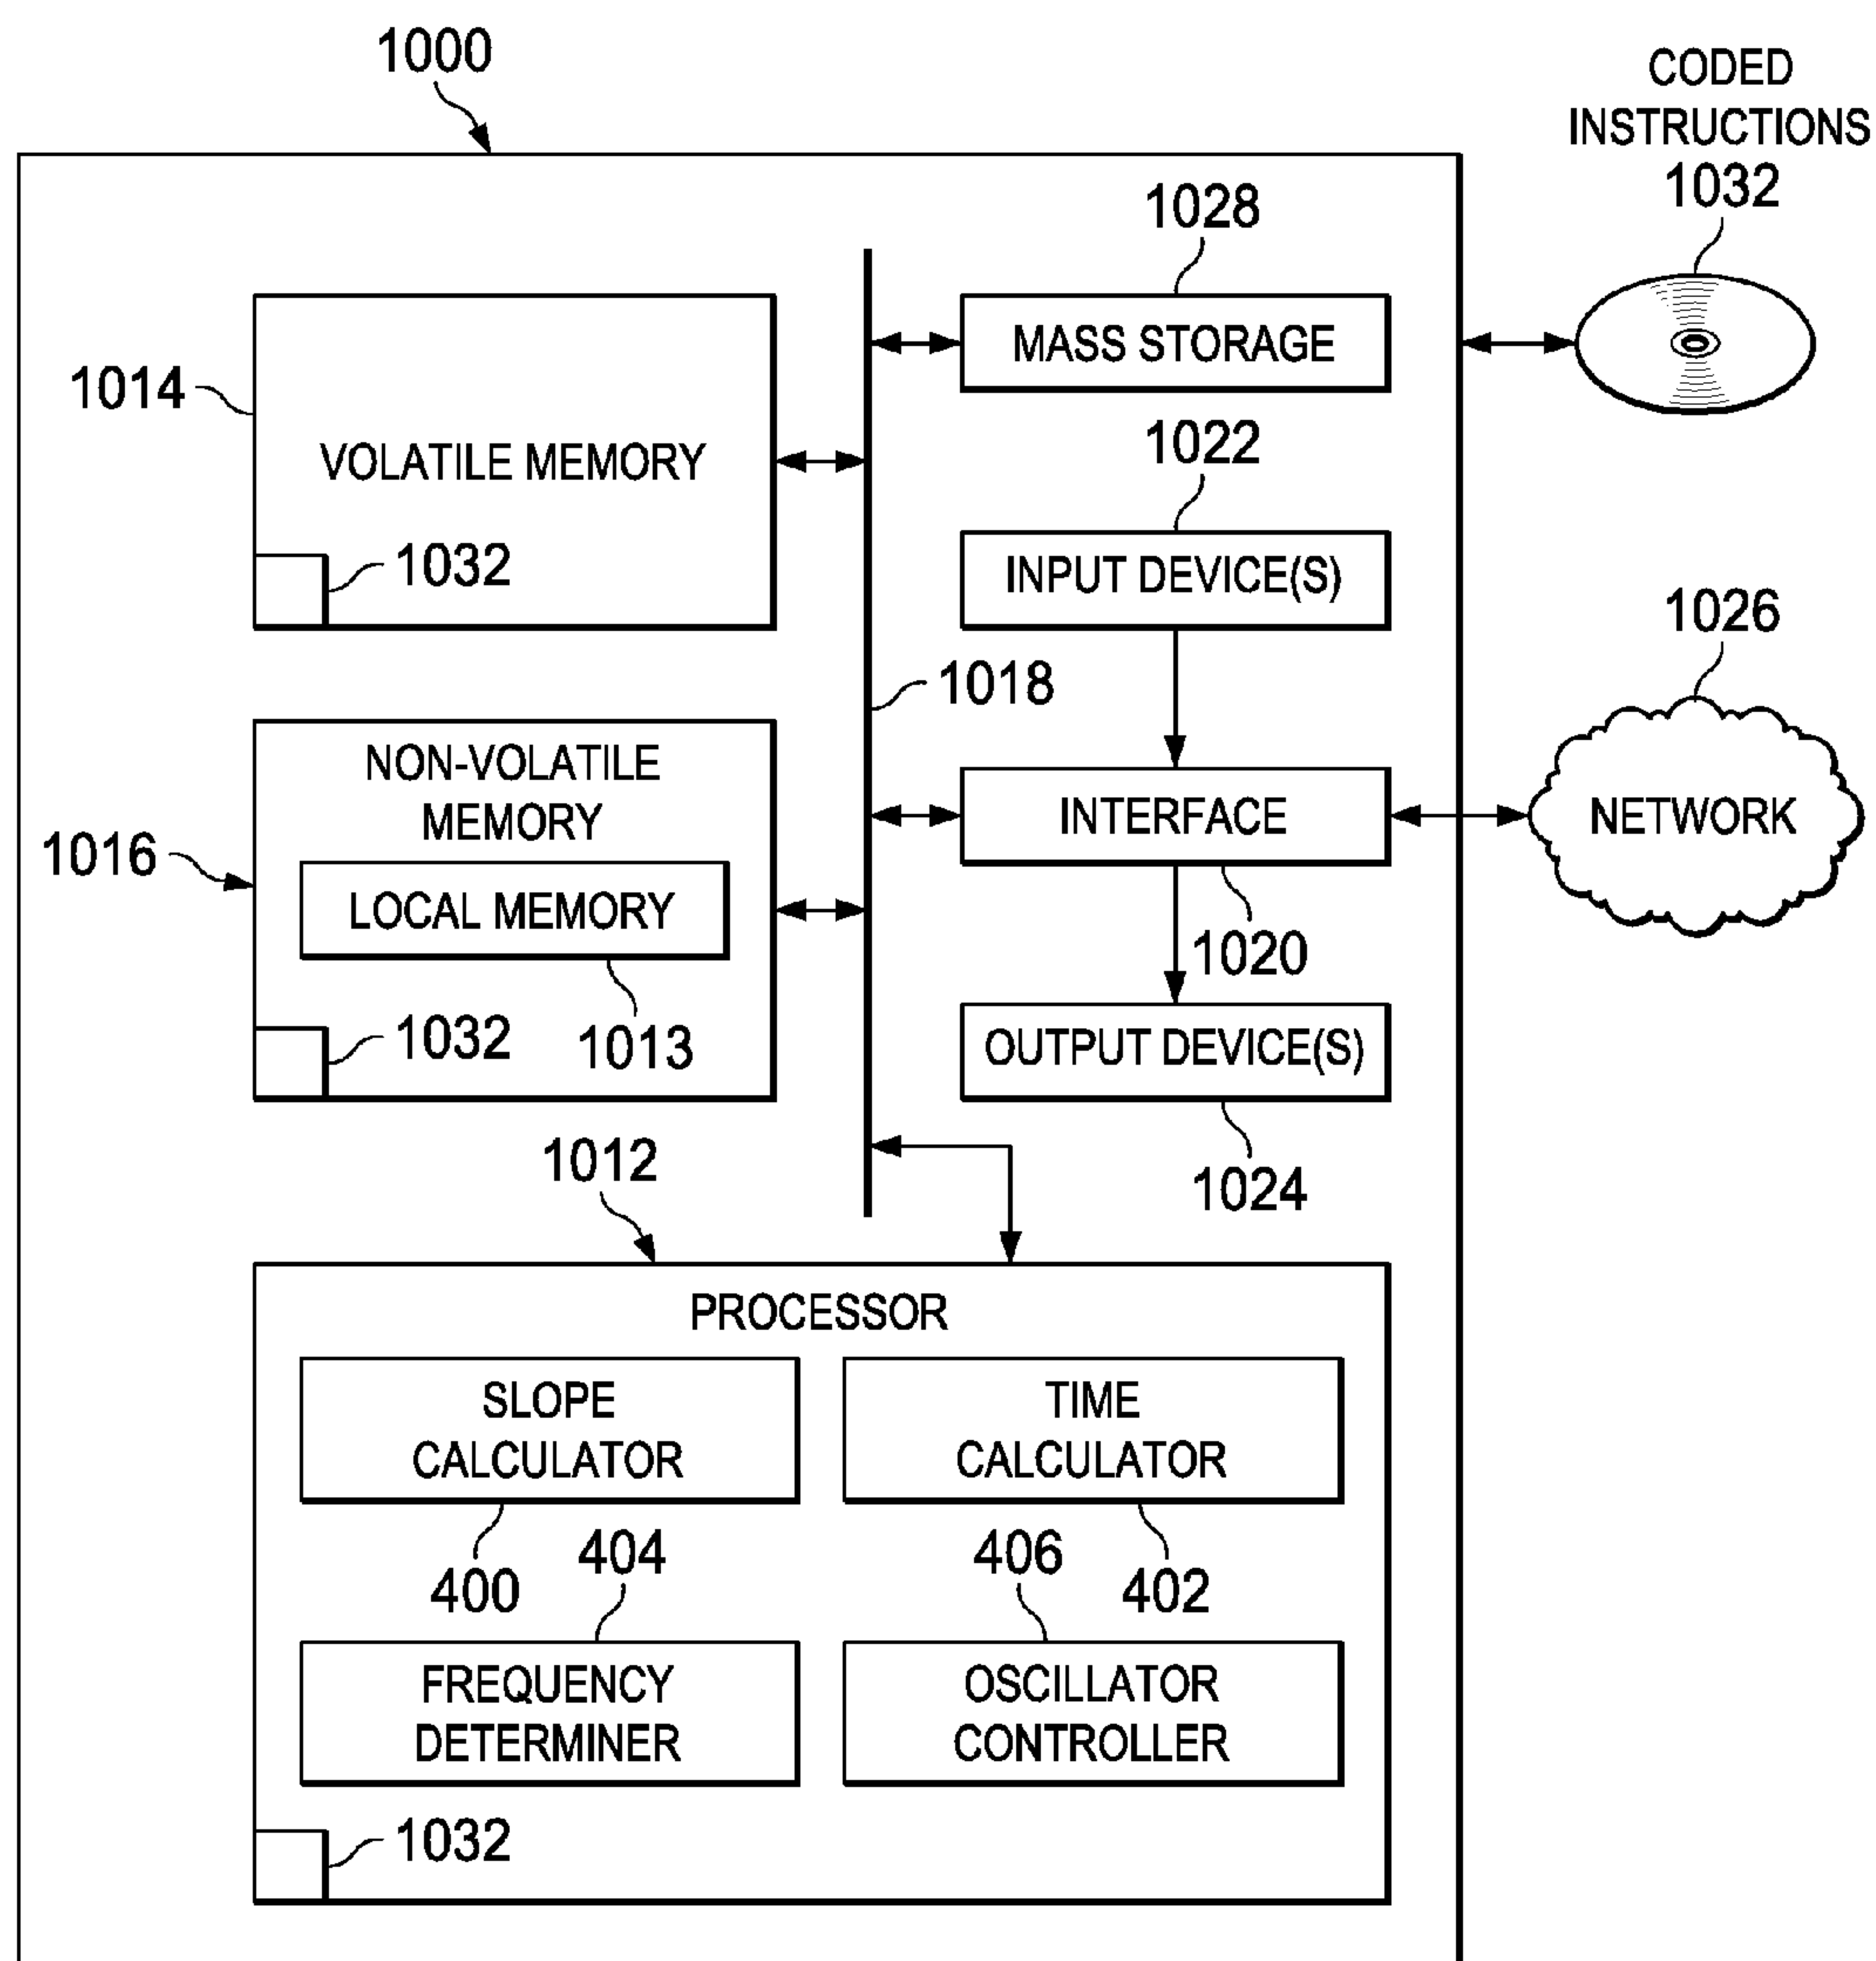 1000
CODED
INSTRUCTIONS
1032
1028
MASS STORAGE
1014
VOLATILE MEMORY
1032
1022
INPUT DEVICE(S)
1018
1026
NETWORK
NON-VOLATILE
MEMORY
1016
LOCAL MEMORY
1013
1032
INTERFACE
1020
OUTPUT DEVICE(S)
1024
1012
PROCESSOR
SLOPE
CALCULATOR
400
TIME
CALCULATOR
402
404
FREQUENCY
DETERMINER
406
OSCILLATOR
CONTROLLER
1032